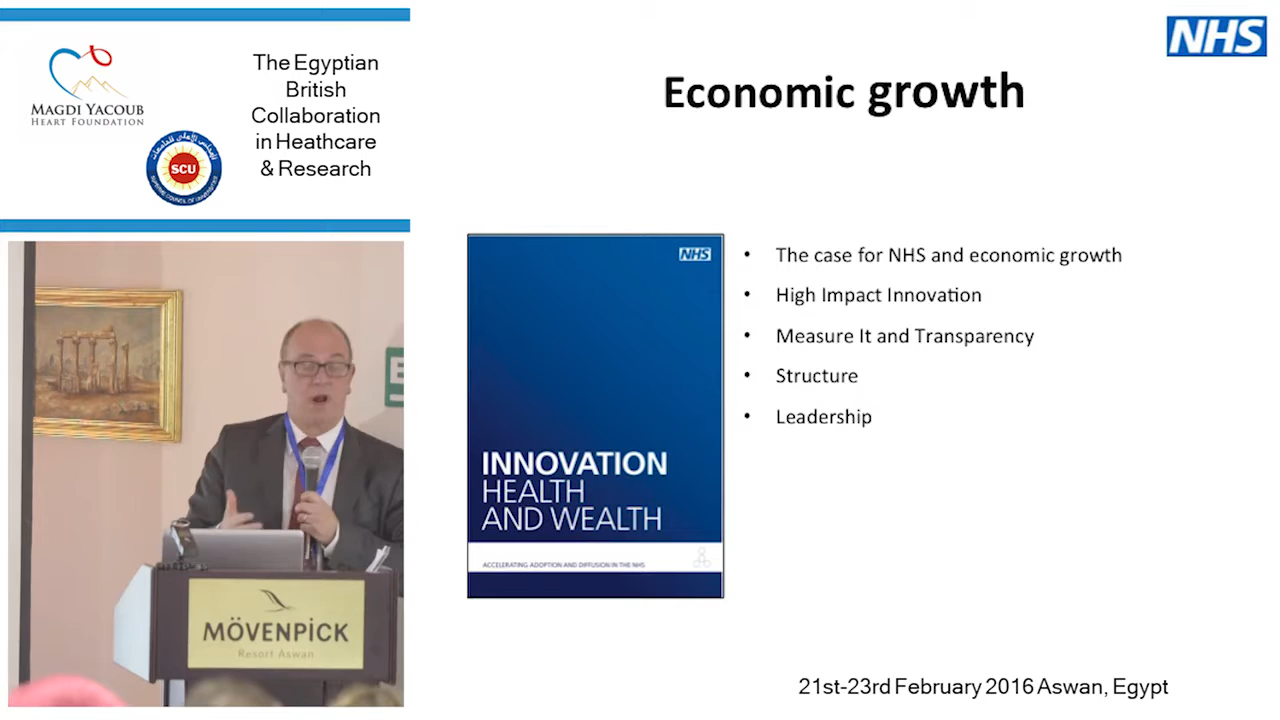 MAGDI YACOUB
HEART FOUNDATION
SCU
The Egyptian
British
Collaboration
in Heathcare
& Research
NHS
Economic growth
NHS
INNOVATION
HEALTH
AND WEALTH
ACCELERATING ADOPTION AND DIFFUSION IN THE NHS
• The case for NHS and economic growth
• High Impact Innovation
• Measure It and Transparency
• Structure
• Leadership
MÖVENPICK
Resort Aswan
21st-23rd February 2016 Aswan, Egypt